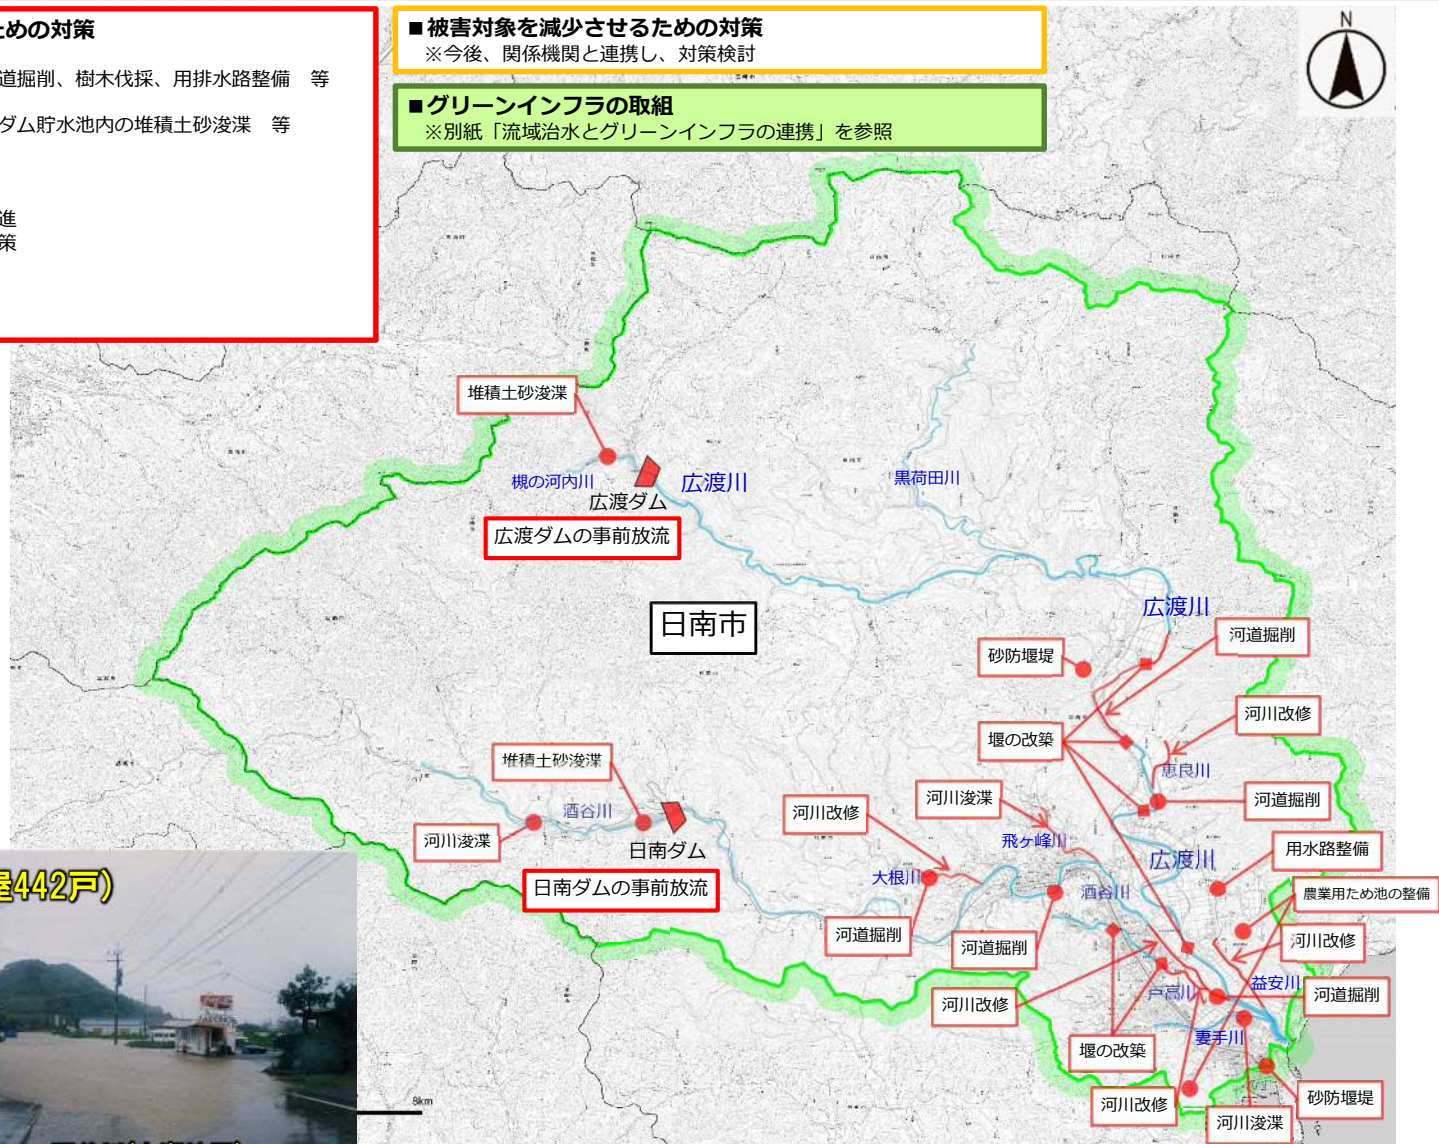 ための対策
道掘削、樹木伐採、用排水路整備　等
ダム貯水池内の堆積土砂浚渫　等
進
策
■被害対象を減少させるための対策
※今後、関係機関と連携し、対策検討
■グリーンインフラの取組
※別紙「流域治水とグリーンインフラの連携」を参照
N
堆積土砂浚渫
槻の河内川
広渡ダム
広渡川
黒荷田川
広渡ダムの事前放流
日南市
広渡川
河道掘削
砂防堰堤
河川改修
堰の改築
恵良川
堆積土砂浚渫
酒谷川
河川浚渫
日南ダム
日南ダムの事前放流
河川改修
河川浚渫
飛ヶ峰川
河道掘削
広渡川
用水路整備
大根川
酒谷川
農業用ため池の整備
河道掘削
河道掘削
河川改修
益安川
戸高川
河道掘削
河川改修
妻手川
堰の改築
砂防堰堤
河川改修
河川浚渫
屋442戸）
8km